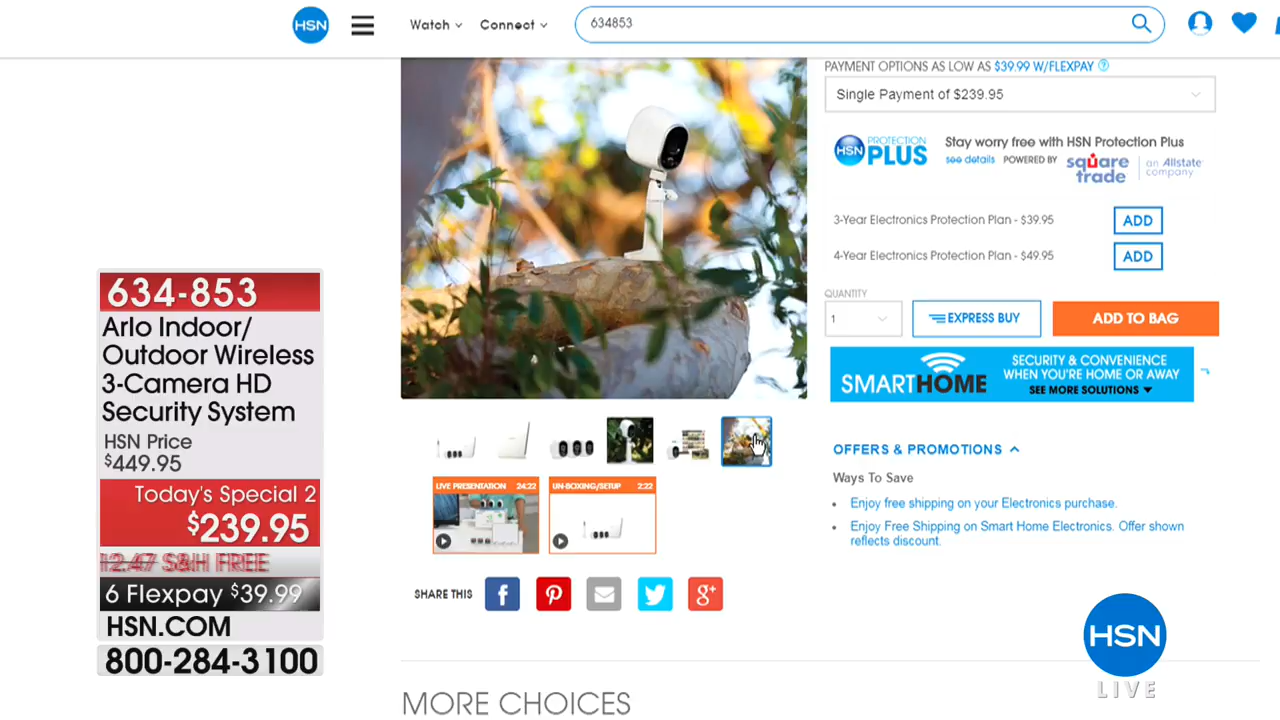 HSN
Watch
Connect
634853
PAYMENT OPTIONS AS LOW AS $39.99 W/FLEXPAY ?
Single Payment of $239.95
HSN PROTECTION PLUS
Stay worry free with HSN Protection Plus
see details POWERED BY square trade an Allstate company
3-Year Electronics Protection Plan - $39.95 ADD
4-Year Electronics Protection Plan - $49.95 ADD
QUANTITY
1 EXPRESS BUY ADD TO BAG
SMARTHOME
SECURITY & CONVENIENCE
WHEN YOU'RE HOME OR AWAY
SEE MORE SOLUTIONS
OFFERS & PROMOTIONS
Ways To Save
Enjoy free shipping on your Electronics purchase.
Enjoy Free Shipping on Smart Home Electronics. Offer shown
reflects discount.
LIVE PRESENTATION 24:22
UN-BOXING/SETUP 2:22
SHARE THIS
MORE CHOICES
634-853
Arlo Indoor/
Outdoor Wireless
3-Camera HD
Security System
HSN Price
$449.95
Today's Special 2
$239.95
S&H FREE
6 Flexpay $39.99
HSN.COM
800-284-3100
HSN
LIVE